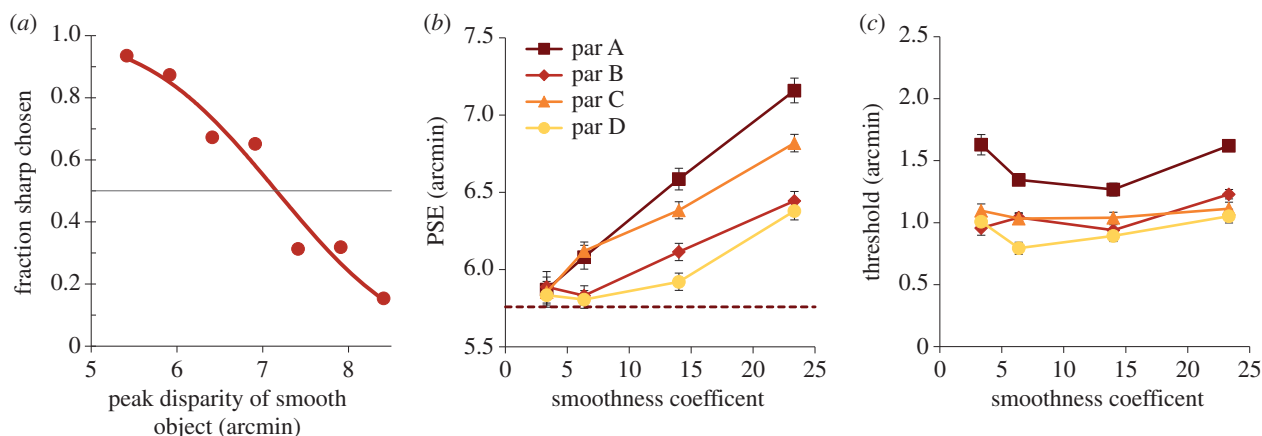 (a)
1.0
0.8
0.6
0.4
0.2
0
fraction sharp chosen
5
6
7
8
peak disparity of smooth
object (arcmin)
(b)
7.5
7.0
6.5
6.0
5.5
PSE (arcmin)
par A
par B
par C
par D
0
5
10
15
20
25
smoothness coefficent
(c)
2.5
2.0
1.5
1.0
0.5
0
threshold (arcmin)
0
5
10
15
20
25
smoothness coefficent